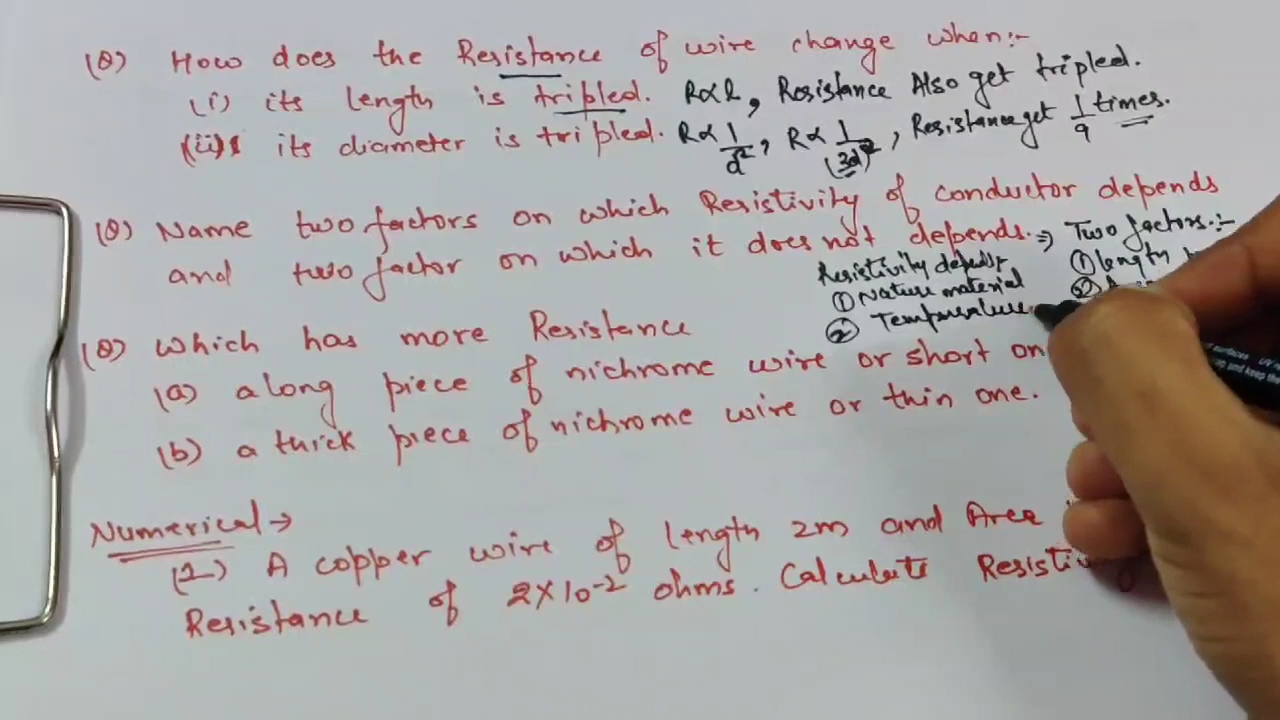 (Q) How does the Resistance of wire change when:-
(i) its length is tripled. R∝l, Resistance Also get tripled.
(ii) its diameter is tripled. R∝1/d², R∝1/(3d)², Resistance get 1/9 times.
(Q) Name two factors on which Resistivity of conductor depends
and two factor on which it does not depends. ⇒ Two factors:-
Resistivity depends
① length
① Nature material
②
② Temperature
(Q) which has more Resistance
(a) a long piece of nichrome wire or short on
(b) a thick piece of nichrome wire or thin one.
Numerical→
(1) A copper wire of length 2m and Area
Resistance of 2×10⁻² ohms. Calculate